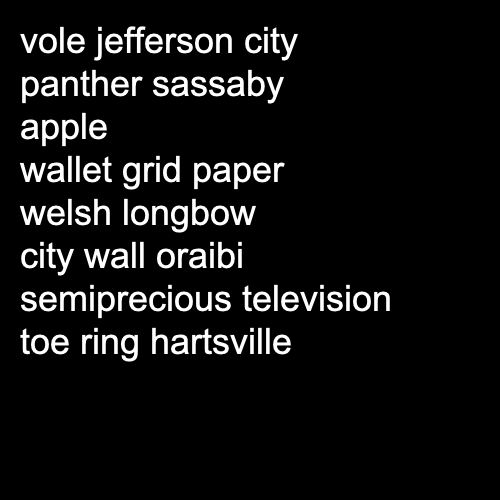 vole jefferson city
panther sassaby
apple
wallet grid paper
welsh longbow
city wall oraibi
semiprecious television
toe ring hartsville